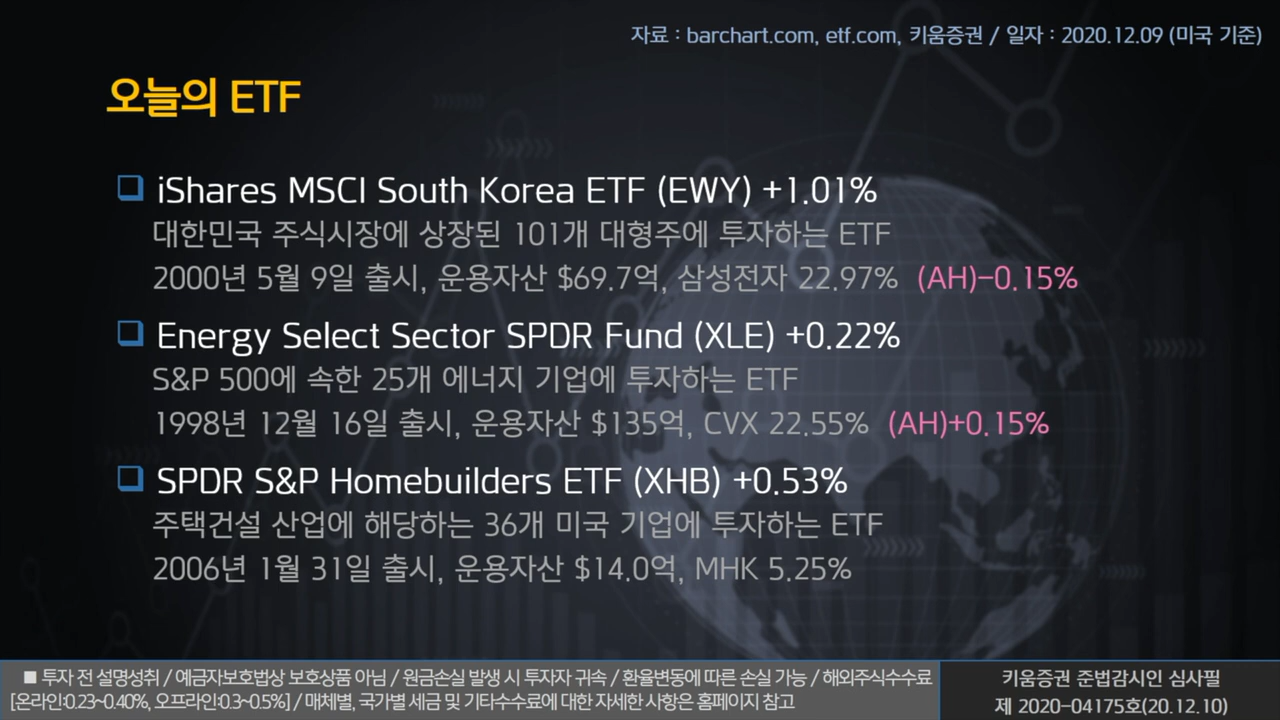 자료 : barchart.com, etf.com, 키움증권 / 일자 : 2020.12.09 (미국 기준)
오늘의 ETF
❑ iShares MSCI South Korea ETF (EWY) +1.01%
대한민국 주식시장에 상장된 101개 대형주에 투자하는 ETF
2000년 5월 9일 출시, 운용자산 $69.7억, 삼성전자 22.97% (AH)-0.15%
❑ Energy Select Sector SPDR Fund (XLE) +0.22%
S&P 500에 속한 25개 에너지 기업에 투자하는 ETF
1998년 12월 16일 출시, 운용자산 $135억, CVX 22.55% (AH)+0.15%
❑ SPDR S&P Homebuilders ETF (XHB) +0.53%
주택건설 산업에 해당하는 36개 미국 기업에 투자하는 ETF
2006년 1월 31일 출시, 운용자산 $14.0억, MHK 5.25%
■ 투자 전 설명성취 / 예금자보호법상 보호상품 아님 / 원금손실 발생 시 투자자 귀속 / 환율변동에 따른 손실 가능 / 해외주식수수료
[온라인:0.23~0.40%, 오프라인:0.3~0.5%] / 매체별, 국가별 세금 및 기타수수료에 대한 자세한 사항은 홈페이지 참고
키움증권 준법감시인 심사필
제 2020-04175호(20.12.10)